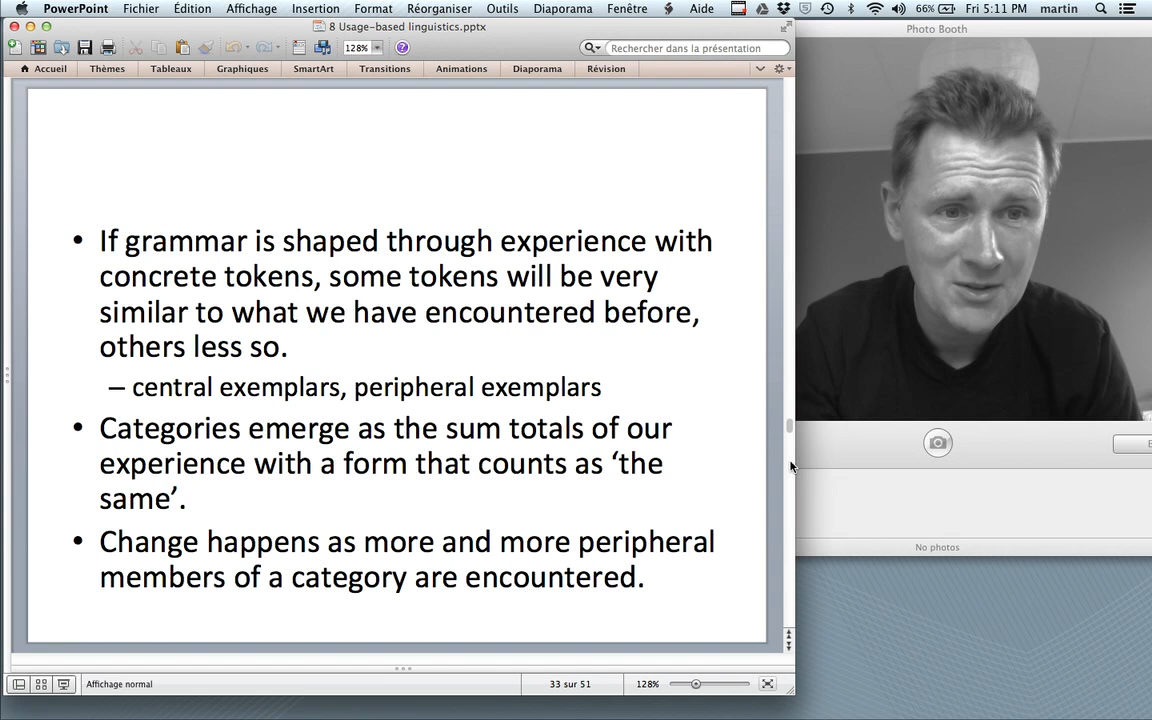 PowerPoint Fichier Édition Affichage Insertion Format Réorganiser Outils Diaporama Fenêtre Aide 66% Fri 5:11 PM martin
8 Usage-based linguistics.pptx
Photo Booth
128%
Rechercher dans la présentation
Accueil Thèmes Tableaux Graphiques SmartArt Transitions Animations Diaporama Révision
• If grammar is shaped through experience with
concrete tokens, some tokens will be very
similar to what we have encountered before,
others less so.
– central exemplars, peripheral exemplars
• Categories emerge as the sum totals of our
experience with a form that counts as ‘the
same’.
• Change happens as more and more peripheral
members of a category are encountered.
No photos
Affichage normal 33 sur 51 128%